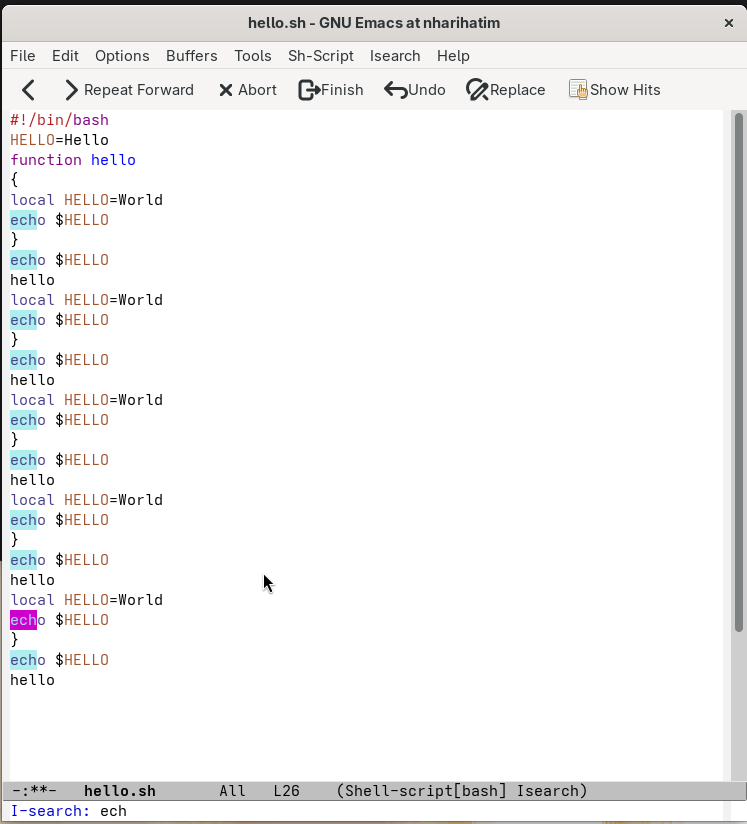 hello.sh - GNU Emacs at nharihatim ×
File Edit Options Buffers Tools Sh-Script Isearch Help
Repeat Forward Abort Finish Undo Replace Show Hits
#!/bin/bash
HELLO=Hello
function hello
{
local HELLO=World
echo $HELLO
}
echo $HELLO
hello
local HELLO=World
echo $HELLO
}
echo $HELLO
hello
local HELLO=World
echo $HELLO
}
echo $HELLO
hello
local HELLO=World
echo $HELLO
}
echo $HELLO
hello
local HELLO=World
echo $HELLO
}
echo $HELLO
hello
-:**- hello.sh All L26 (Shell-script[bash] Isearch)
I-search: ech